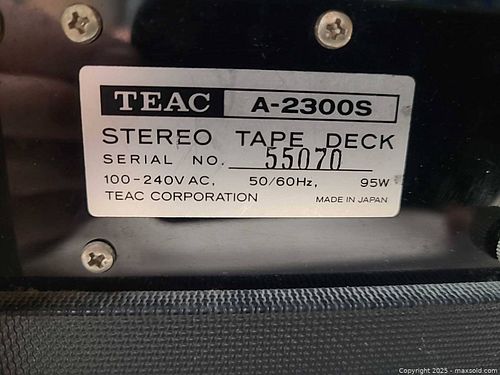 TEAC A-2300S
STEREO TAPE DECK
SERIAL NO. 55070
100-240V AC, 50/60Hz, 95W
TEAC CORPORATION MADE IN JAPAN
Copyright © 2025 - maxsold.com